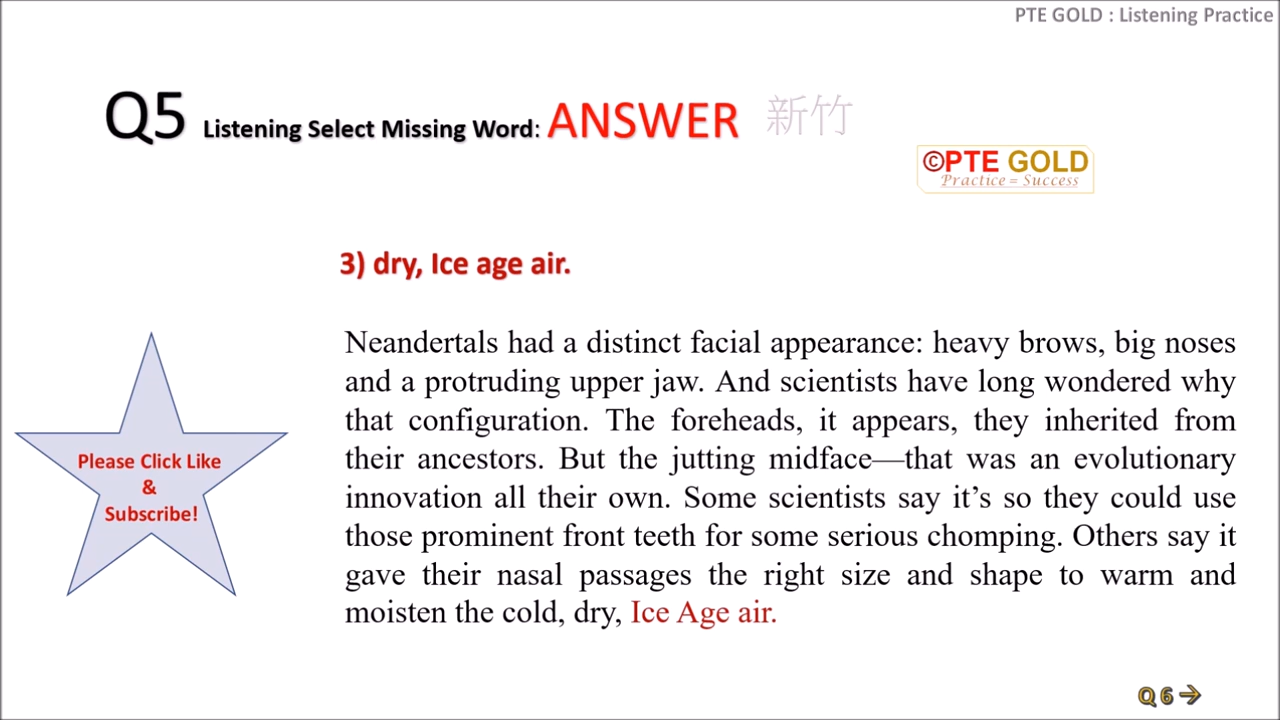 PTE GOLD : Listening Practice
Q5 Listening Select Missing Word: ANSWER 新竹
©PTE GOLD
Practice = Success
3) dry, Ice age air.
Neandertals had a distinct facial appearance: heavy brows, big noses
and a protruding upper jaw. And scientists have long wondered why
that configuration. The foreheads, it appears, they inherited from
their ancestors. But the jutting midface—that was an evolutionary
innovation all their own. Some scientists say it’s so they could use
those prominent front teeth for some serious chomping. Others say it
gave their nasal passages the right size and shape to warm and
moisten the cold, dry, Ice Age air.
Please Click Like
&
Subscribe!
Q 6→